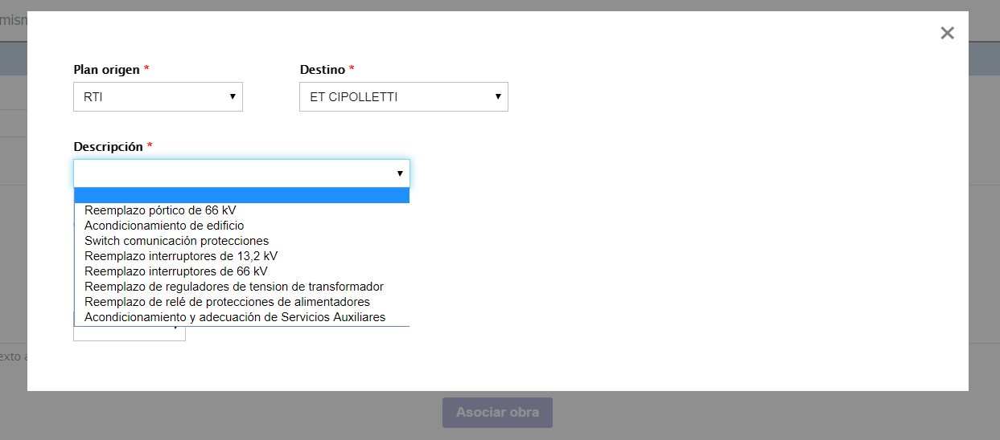 Plan origen *
Destino *
RTI
ET CIPOLLETTI
Descripción *
Reemplazo pórtico de 66 kV
Acondicionamiento de edificio
Switch comunicación protecciones
Reemplazo interruptores de 13,2 kV
Reemplazo interruptores de 66 kV
Reemplazo de reguladores de tension de transformador
Reemplazo de relé de protecciones de alimentadores
Acondicionamiento y adecuación de Servicios Auxiliares
exto
Asociar obra